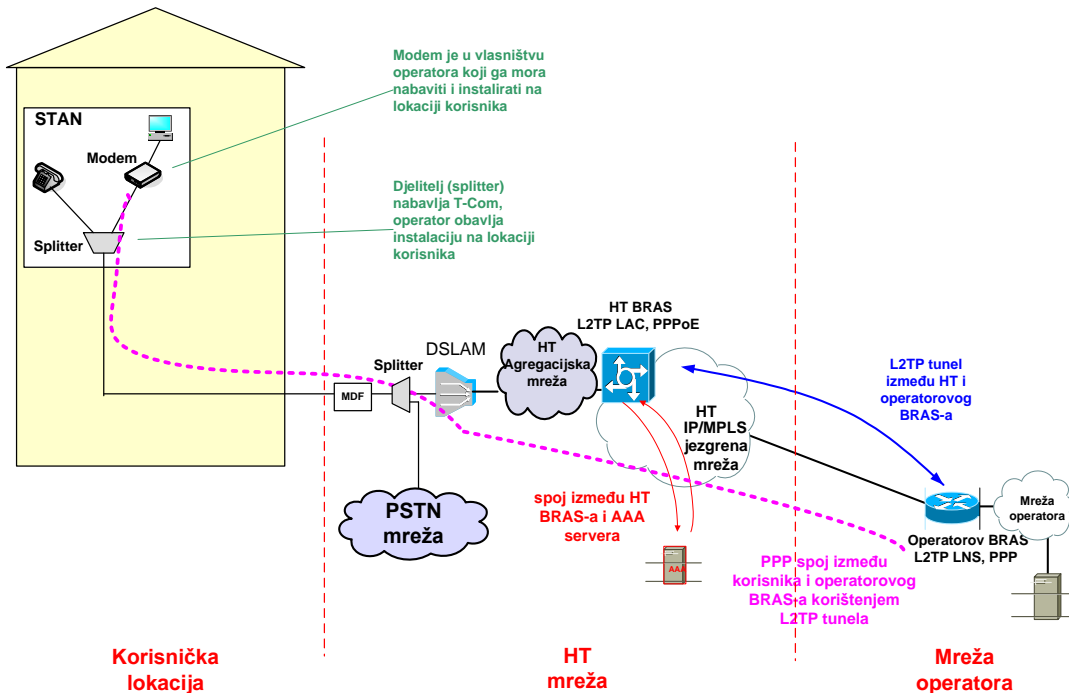 Modem je u vlasništvu
operatora koji ga mora
nabaviti i instalirati na
lokaciji korisnika
STAN
Modem
Djelitelj (splitter)
nabavlja T-Com,
operator obavlja
instalaciju na lokaciji
korisnika
Splitter
HT BRAS
L2TP LAC, PPPoE
DSLAM
Splitter
HT
Agregacijska
mreža
L2TP tunel
između HT i
operatorovog
BRAS-a
MDF
HT
IP/MPLS
jezgrena
mreža
PSTN
mreža
spoj između HT
BRAS-a i AAA
servera
AAA
Mreža
operatora
Operatorov BRAS
L2TP LNS, PPP
PPP spoj između
korisnika i operatorovog
BRAS-a korištenjem
L2TP tunela
Korisnička
lokacija
HT
mreža
Mreža
operatora